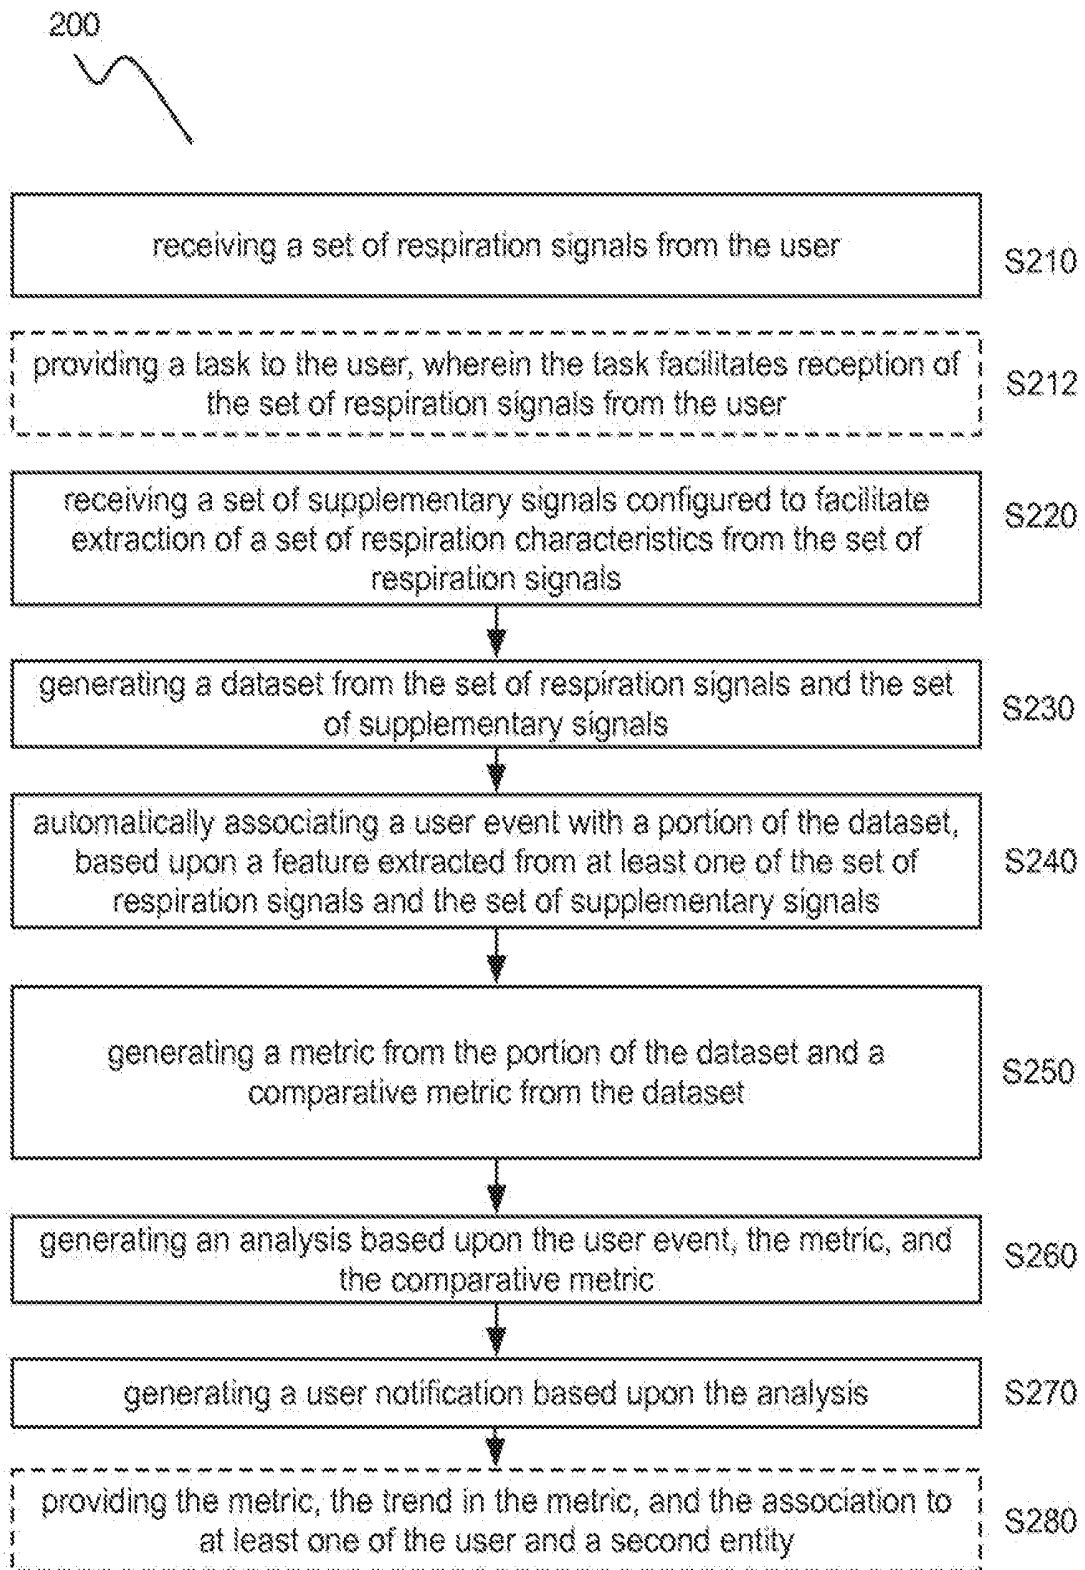 200
receiving a set of respiration signals from the user
S210
providing a task to the user, wherein the task facilitates reception of
the set of respiration signals from the user
S212
receiving a set of supplementary signals configured to facilitate
extraction of a set of respiration characteristics from the set of
respiration signals
S220
generating a dataset from the set of respiration signals and the set
of supplementary signals
S230
automatically associating a user event with a portion of the dataset,
based upon a feature extracted from at least one of the set of
respiration signals and the set of supplementary signals
S240
generating a metric from the portion of the dataset and a
comparative metric from the dataset
S250
generating an analysis based upon the user event, the metric, and
the comparative metric
S260
generating a user notification based upon the analysis
S270
providing the metric, the trend in the metric, and the association to
at least one of the user and a second entity
S280